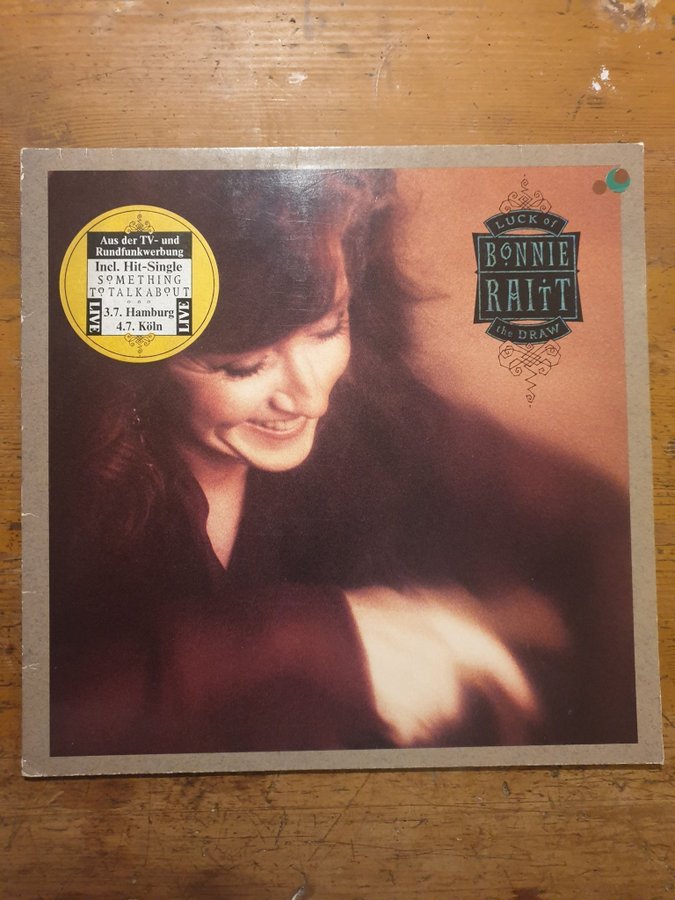 Aus der TV- und
Rundfunkwerbung
Incl. Hit-Single
SOMETHING
TO TALK ABOUT
LIVE
3.7. Hamburg
4.7. Köln
LIVE
LUCK of
BONNIE
RAITT
the DRAW